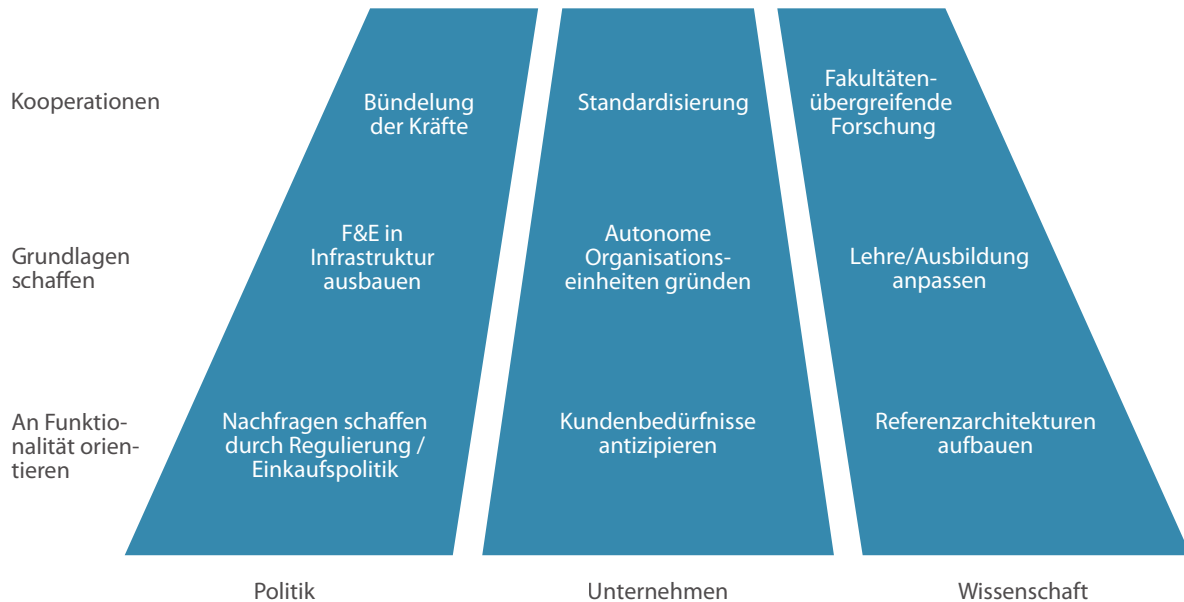 Kooperationen
Bündelung
der Kräfte
Standardisierung
Fakultäten-
übergreifende
Forschung
Grundlagen
schaffen
F&E in
Infrastruktur
ausbauen
Autonome
Organisations-
einheiten gründen
Lehre/Ausbildung
anpassen
An Funktio-
nalität orien-
tieren
Nachfragen schaffen
durch Regulierung /
Einkaufspolitik
Kundenbedürfnisse
antizipieren
Referenzarchitekturen
aufbauen
Politik
Unternehmen
Wissenschaft